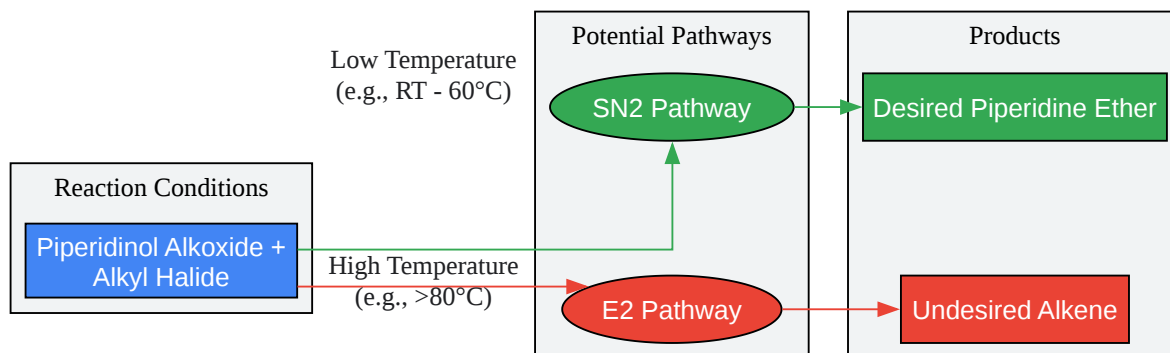 Potential Pathways
Products
Low Temperature
(e.g., RT - 60°C)
SN2 Pathway
Desired Piperidine Ether
Reaction Conditions
Piperidinol Alkoxide +
Alkyl Halide
High Temperature
(e.g., >80°C)
E2 Pathway
Undesired Alkene